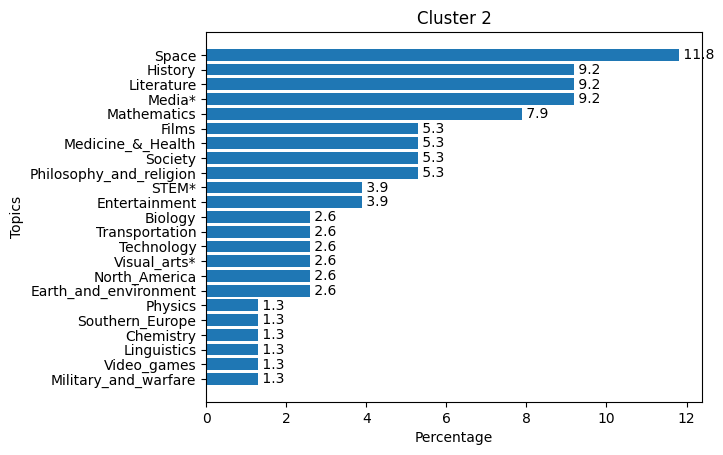 Cluster 2
Topics
Space 11.8
History 9.2
Literature 9.2
Media* 9.2
Mathematics 7.9
Films 5.3
Medicine_&_Health 5.3
Society 5.3
Philosophy_and_religion 5.3
STEM* 3.9
Entertainment 3.9
Biology 2.6
Transportation 2.6
Technology 2.6
Visual_arts* 2.6
North_America 2.6
Earth_and_environment 2.6
Physics 1.3
Southern_Europe 1.3
Chemistry 1.3
Linguistics 1.3
Video_games 1.3
Military_and_warfare 1.3
0 2 4 6 8 10 12
Percentage